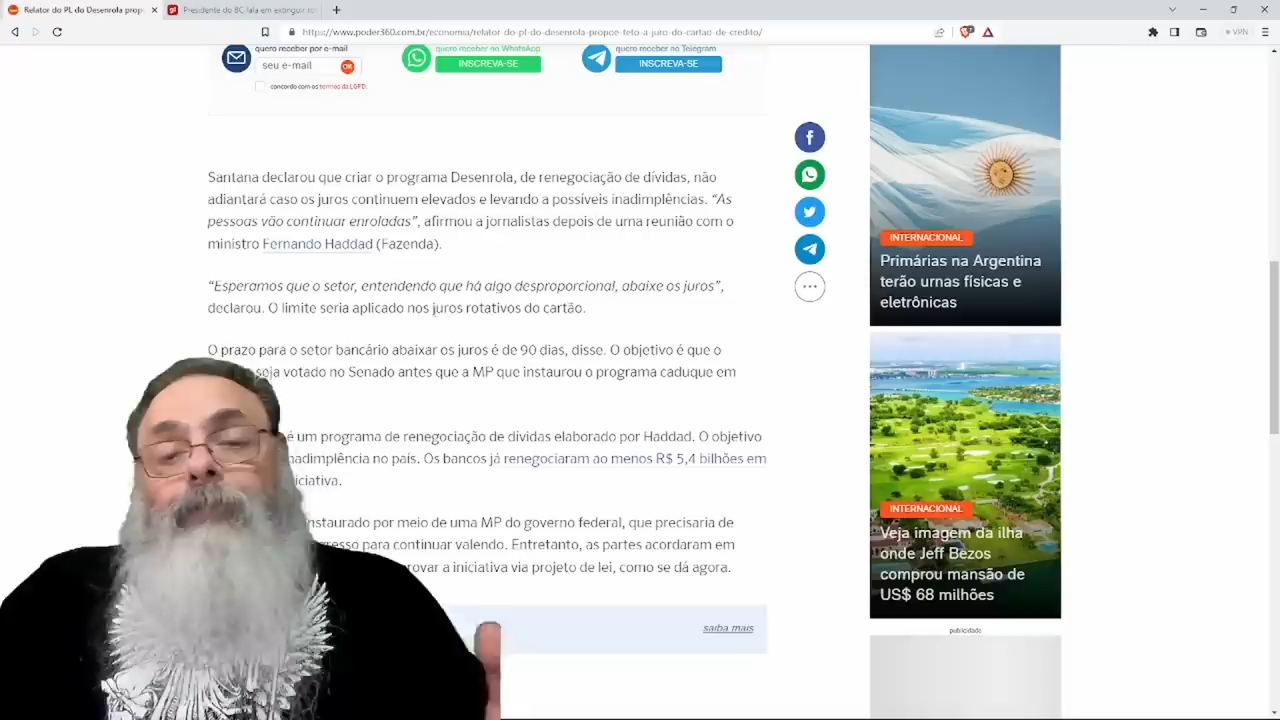 Relator do PL do Desenrola prop
Presidente do BC fala em extinguir ro
https://www.poder360.com.br/economia/relator-do-pl-do-desenrola-propoe-teto-a-juro-do-cartao-de-credito/
VPN
quero receber por e-mail
quero receber no WhatsApp
quero receber no Telegram
seu e-mail
OK
INSCREVA-SE
INSCREVA-SE
concordo com os termos da LGPD.
Santana declarou que criar o programa Desenrola, de renegociação de dívidas, não
adiantará caso os juros continuem elevados e levando a possíveis inadimplências. “As
pessoas vão continuar enroladas”, afirmou a jornalistas depois de uma reunião com o
ministro Fernando Haddad (Fazenda).
“Esperamos que o setor, entendendo que há algo desproporcional, abaixe os juros”,
declarou. O limite seria aplicado nos juros rotativos do cartão.
O prazo para o setor bancário abaixar os juros é de 90 dias, disse. O objetivo é que o
seja votado no Senado antes que a MP que instaurou o programa caduque em
é um programa de renegociação de dívidas elaborado por Haddad. O objetivo
inadimplência no país. Os bancos já renegociaram ao menos R$ 5,4 bilhões em
iciativa.
nstaurado por meio de uma MP do governo federal, que precisaria de
gresso para continuar valendo. Entretanto, as partes acordaram em
rovar a iniciativa via projeto de lei, como se dá agora.
saiba mais
INTERNACIONAL
Primárias na Argentina
terão urnas físicas e
eletrônicas
INTERNACIONAL
Veja imagem da ilha
onde Jeff Bezos
comprou mansão de
US$ 68 milhões
publicidade